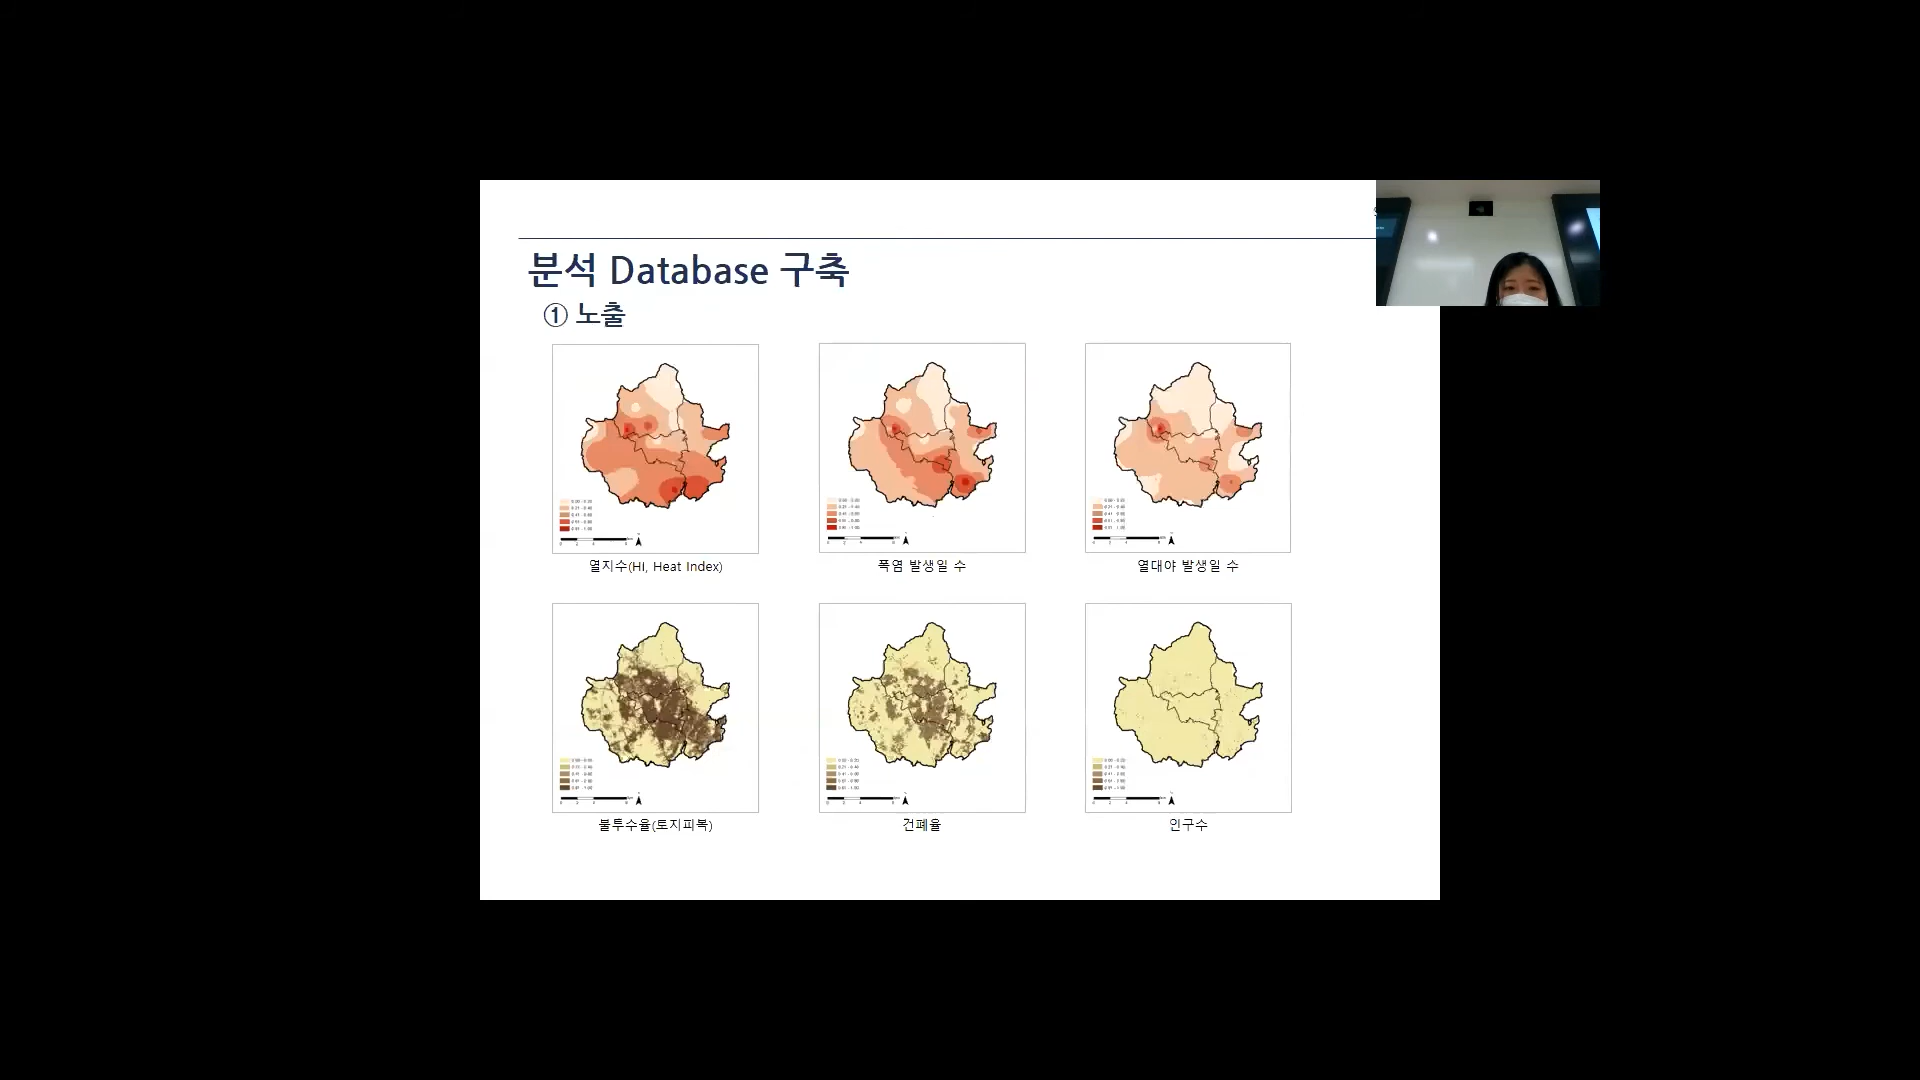 분석 Database 구축
① 노출
열지수(HI, Heat Index)
폭염 발생일 수
열대야 발생일 수
불투수율(토지피복)
건폐율
인구수